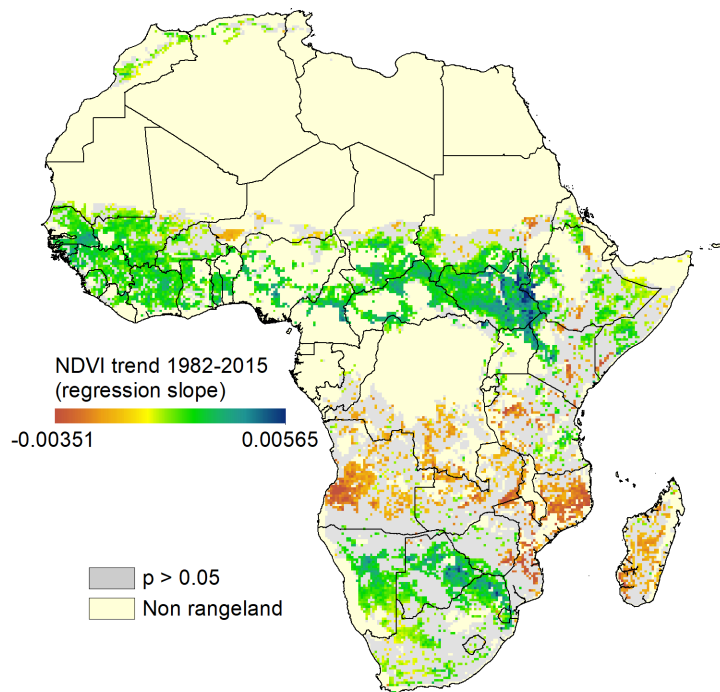 NDVI trend 1982-2015
(regression slope)
-0.00351 0.00565
p > 0.05
Non rangeland